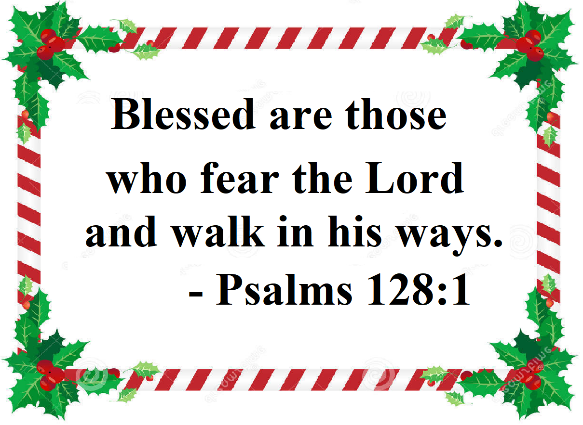 Blessed are those
who fear the Lord
and walk in his ways.
- Psalms 128:1